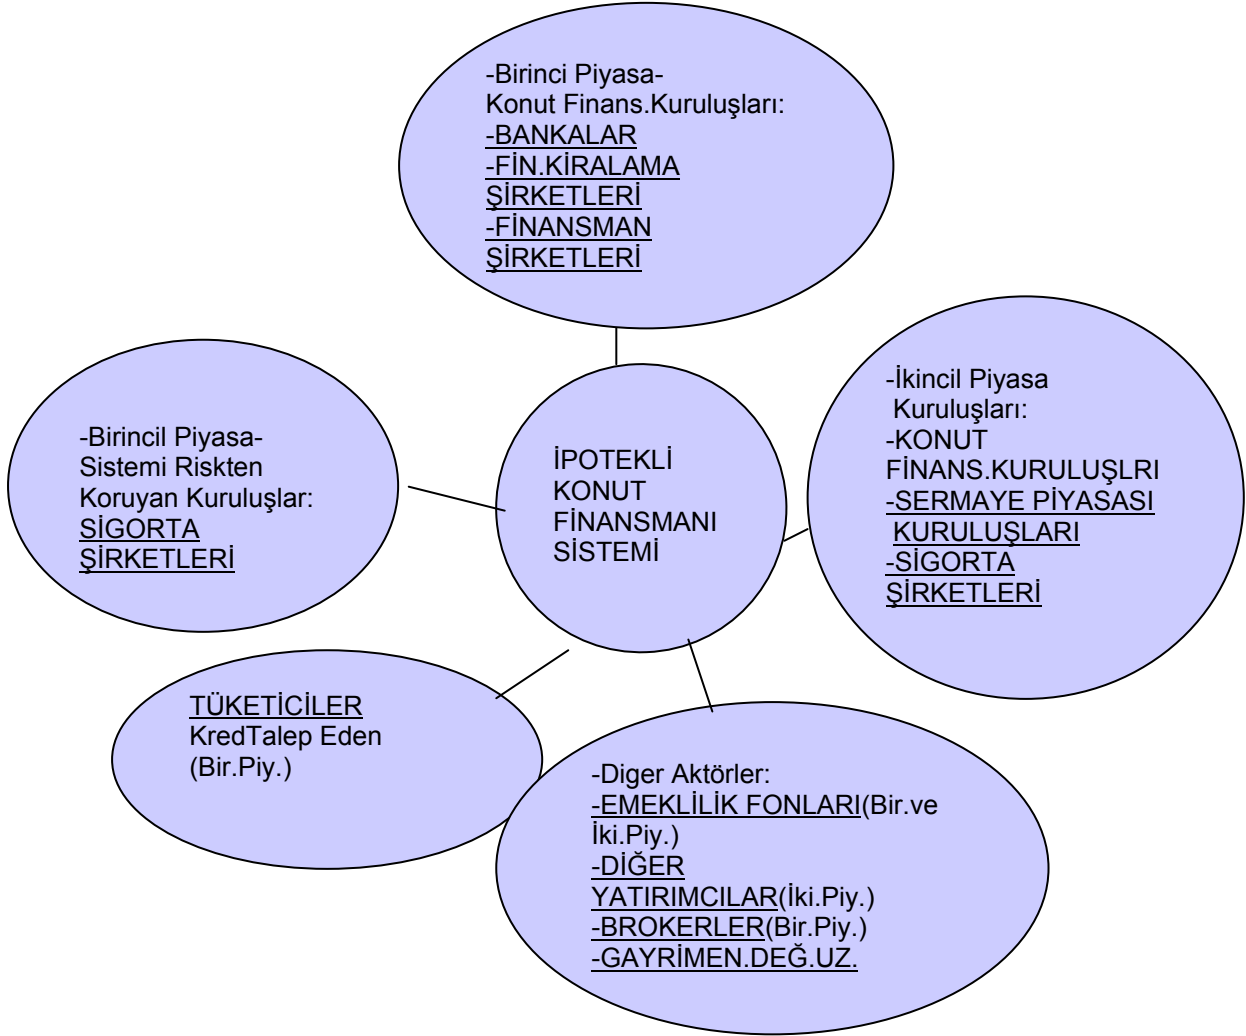 -Birinci Piyasa-
Konut Finans.Kuruluşları:
-BANKALAR
-FİN.KİRALAMA
ŞİRKETLERİ
-FİNANSMAN
ŞİRKETLERİ
-Birincil Piyasa-
Sistemi Riskten
Koruyan Kuruluşlar:
SİGORTA
ŞİRKETLERİ
İPOTEKLİ
KONUT
FİNANSMANI
SİSTEMİ
-İkincil Piyasa
Kuruluşları:
-KONUT
FİNANS.KURULUŞLRI
-SERMAYE PİYASASI
KURULUŞLARI
-SİGORTA
ŞİRKETLERİ
TÜKETİCİLER
KredTalep Eden
(Bir.Piy.)
-Diger Aktörler:
-EMEKLİLİK FONLARI(Bir.ve
İki.Piy.)
-DİĞER
YATIRIMCILAR(İki.Piy.)
-BROKERLER(Bir.Piy.)
-GAYRİMEN.DEĞ.UZ.